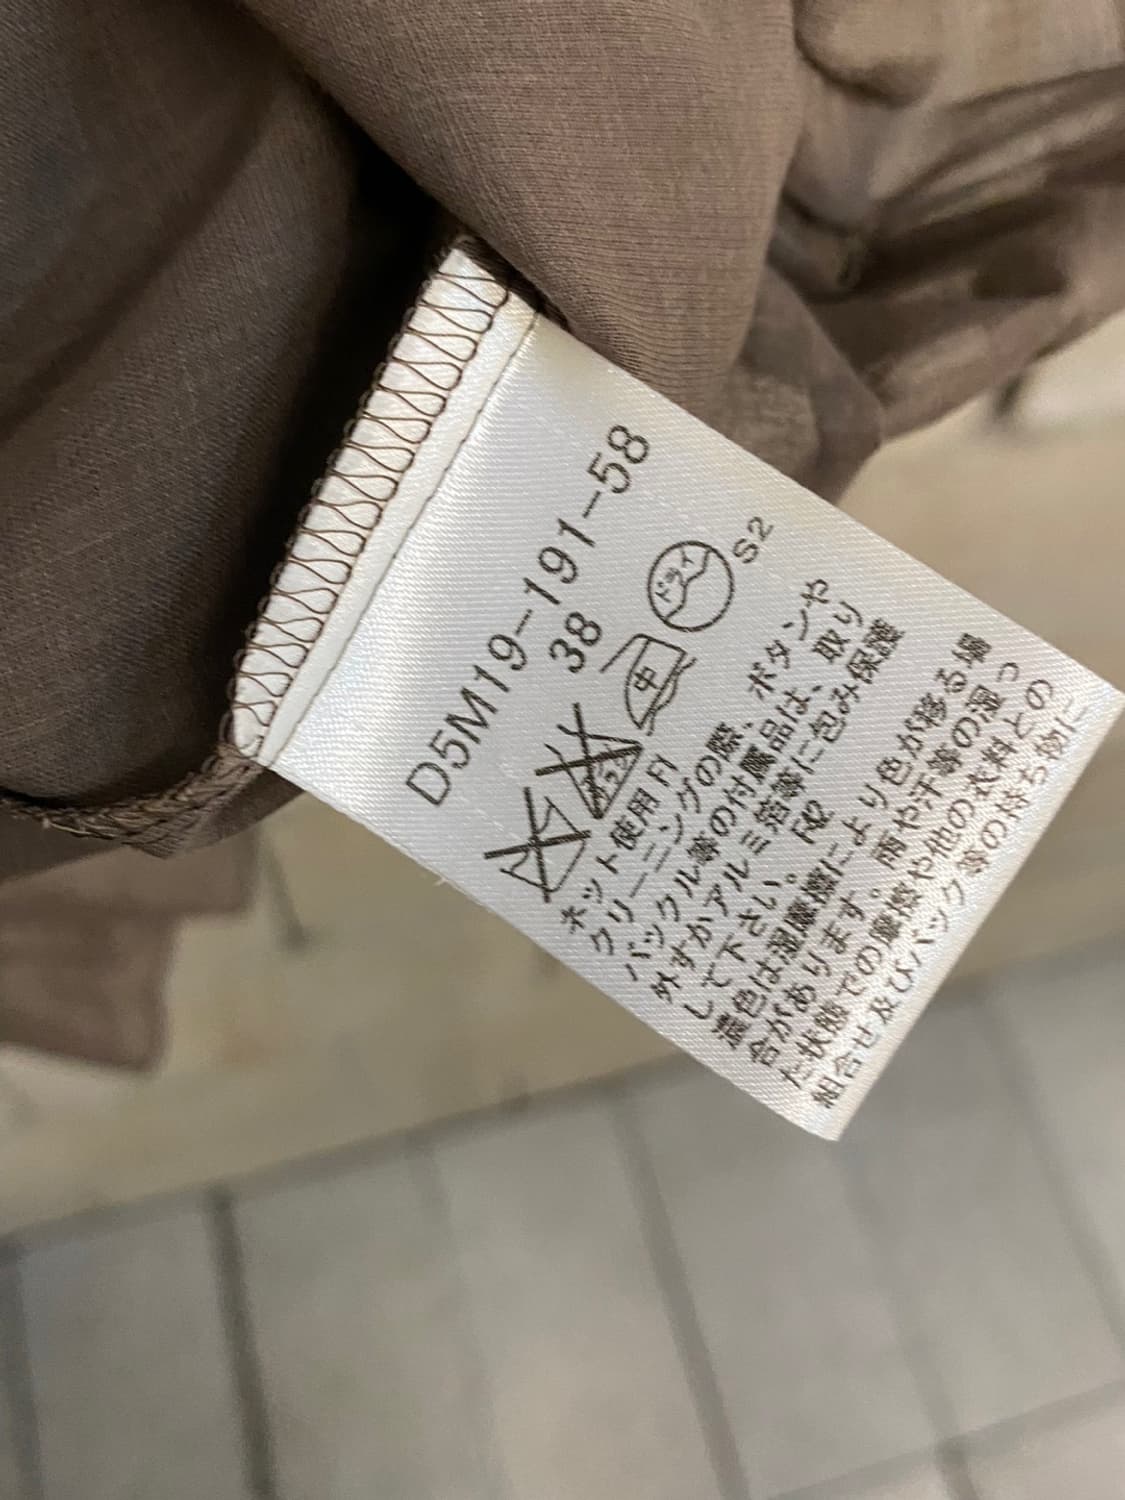 D5M19-191-58
38
エンソ
中
ドライ
S2
ネット使用 F1
クリーニングの際、ボタンや
バックル等の付属品は、取り
外すかアルミ箔等に包み保護
して下さい。 F42
濃色は湿摩擦により色が移る場
合があります。雨や汗等の湿っ
た状態での摩擦や他の衣料との
組合せ及びバッグ等の持ち物に